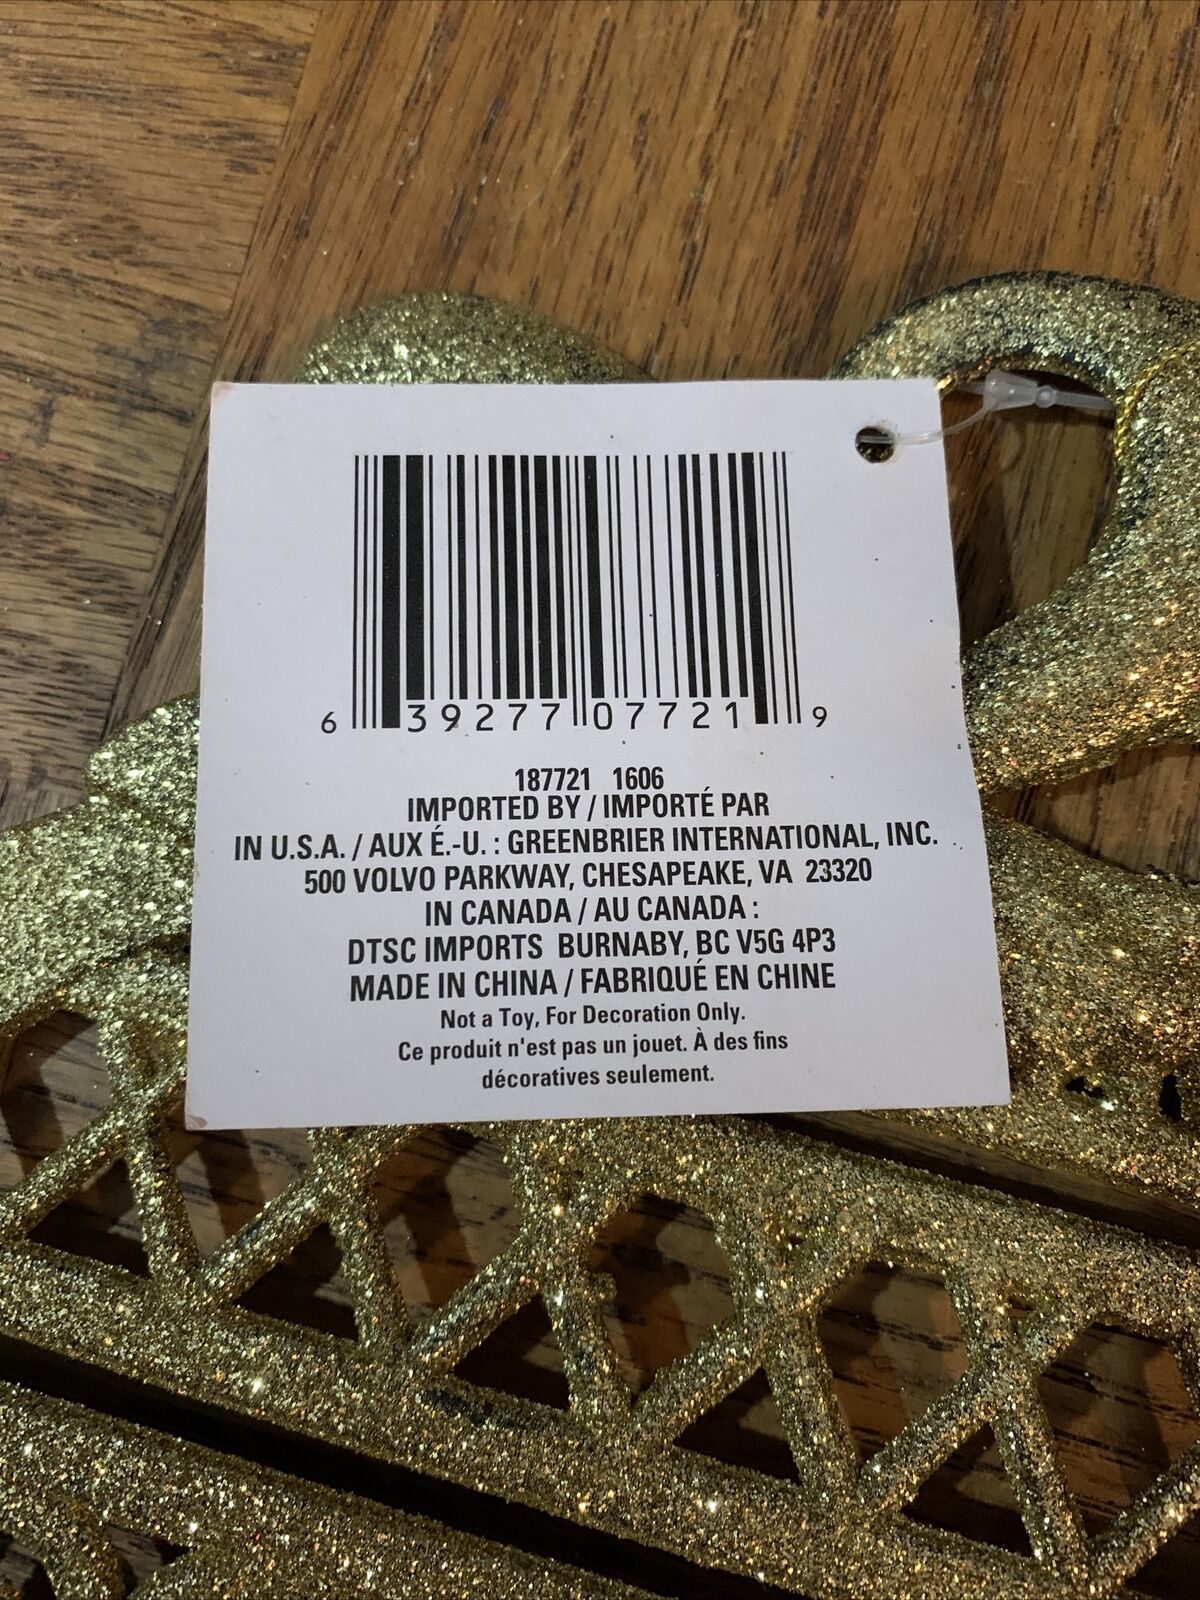 6 39277 07721 9
187721 1606
IMPORTED BY / IMPORTÉ PAR
IN U.S.A. / AUX É.-U. : GREENBRIER INTERNATIONAL, INC.
500 VOLVO PARKWAY, CHESAPEAKE, VA 23320
IN CANADA / AU CANADA :
DTSC IMPORTS BURNABY, BC V5G 4P3
MADE IN CHINA / FABRIQUÉ EN CHINE
Not a Toy, For Decoration Only.
Ce produit n'est pas un jouet. À des fins
décoratives seulement.